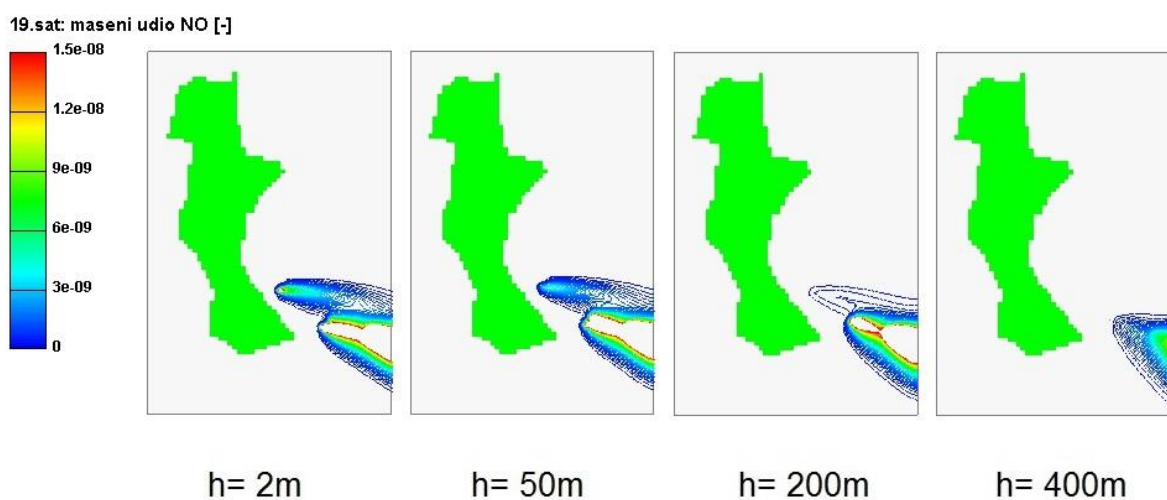 19.sat: maseni udio NO [-]
1.5e-08
1.2e-08
9e-09
6e-09
3e-09
0
h= 2m
h= 50m
h= 200m
h= 400m